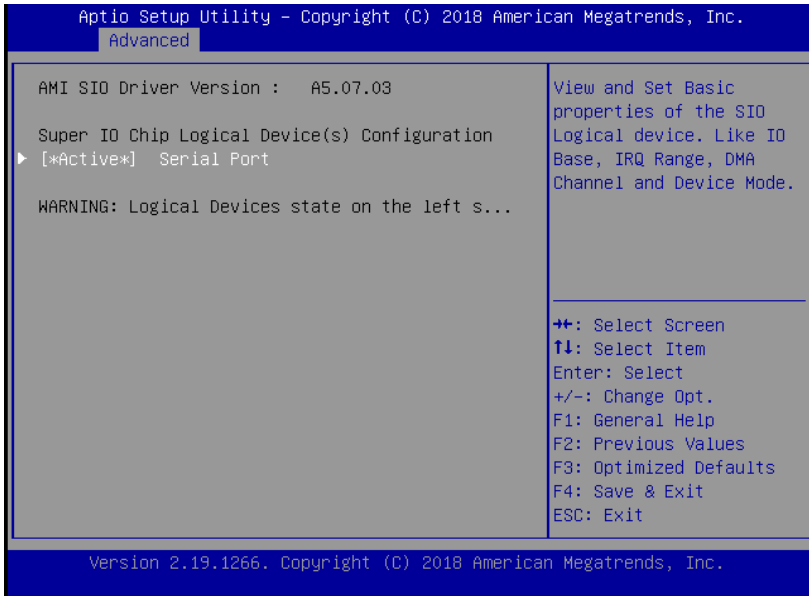 Aptio Setup Utility – Copyright (C) 2018 American Megatrends, Inc.
Advanced
AMI SIO Driver Version :   A5.07.03
Super IO Chip Logical Device(s) Configuration
[*Active*]  Serial Port
WARNING: Logical Devices state on the left s...
View and Set Basic
properties of the SIO
Logical device. Like IO
Base, IRQ Range, DMA
Channel and Device Mode.
→←: Select Screen
↑↓: Select Item
Enter: Select
+/-: Change Opt.
F1: General Help
F2: Previous Values
F3: Optimized Defaults
F4: Save & Exit
ESC: Exit
Version 2.19.1266. Copyright (C) 2018 American Megatrends, Inc.